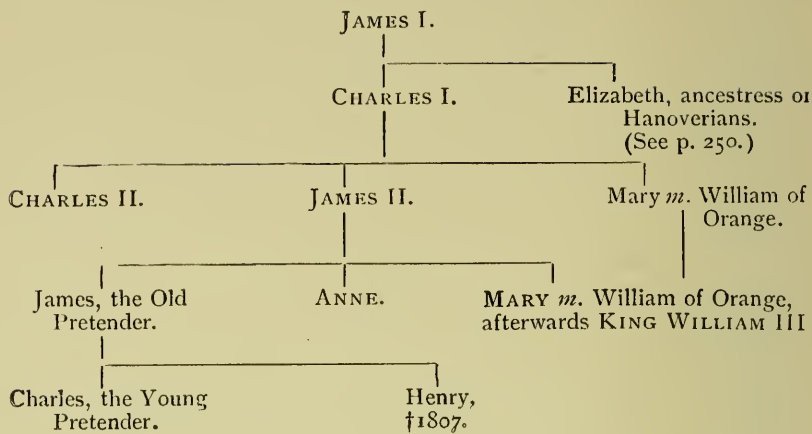 JAMES I.
CHARLES I.
Elizabeth, ancestress or
Hanoverians.
(See p. 250.)
CHARLES II.
JAMES II.
Mary m. William of
Orange.
James, the Old
Pretender.
ANNE.
MARY m. William of Orange,
afterwards KING WILLIAM III
Charles, the Young
Pretender.
Henry,
†1807.